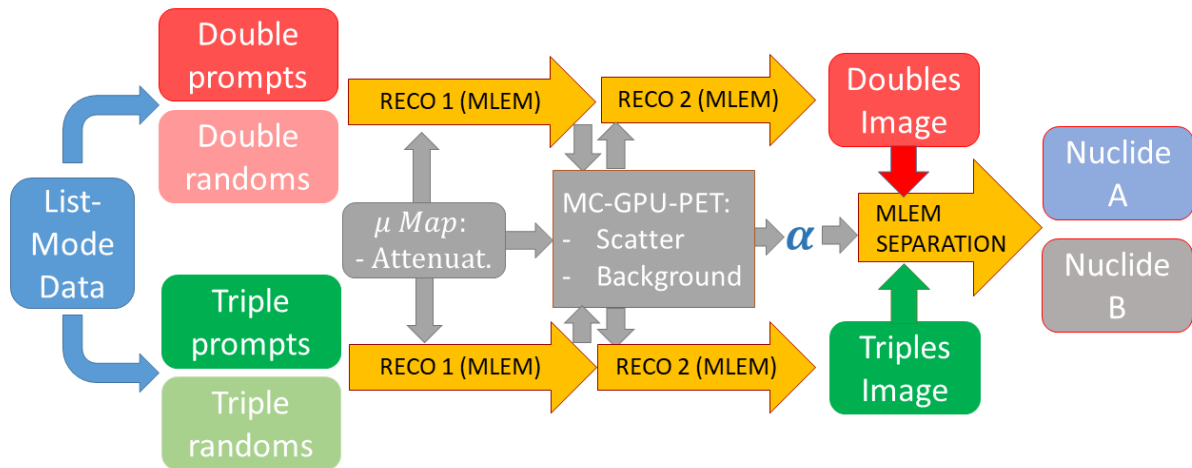 Double
prompts
Double
randoms
List-
Mode
Data
Triple
prompts
Triple
randoms
RECO 1 (MLEM)
RECO 2 (MLEM)
μ Map:
- Attenuat.
MC-GPU-PET:
- Scatter
- Background
α
RECO 1 (MLEM)
RECO 2 (MLEM)
Doubles
Image
MLEM
SEPARATION
Triples
Image
Nuclide
A
Nuclide
B